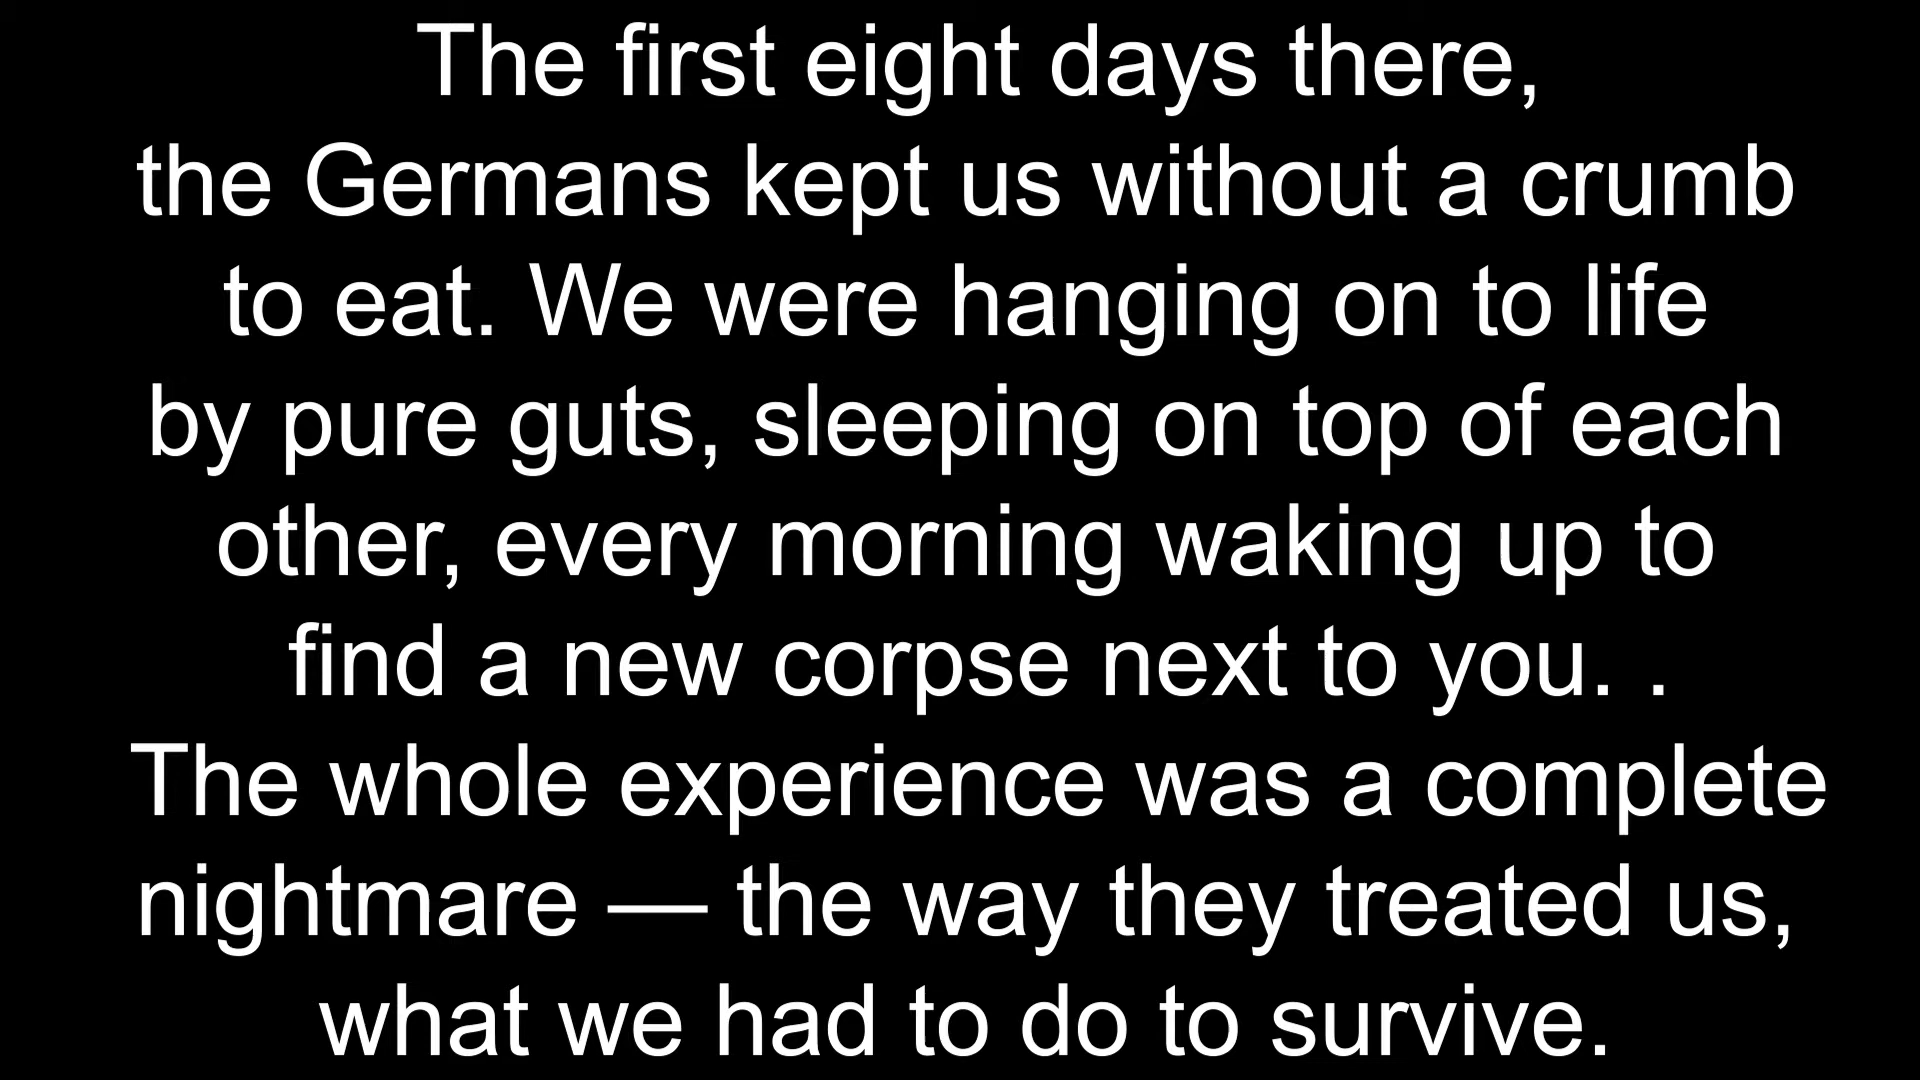 The first eight days there,
the Germans kept us without a crumb
to eat. We were hanging on to life
by pure guts, sleeping on top of each
other, every morning waking up to
find a new corpse next to you. .
The whole experience was a complete
nightmare — the way they treated us,
what we had to do to survive.